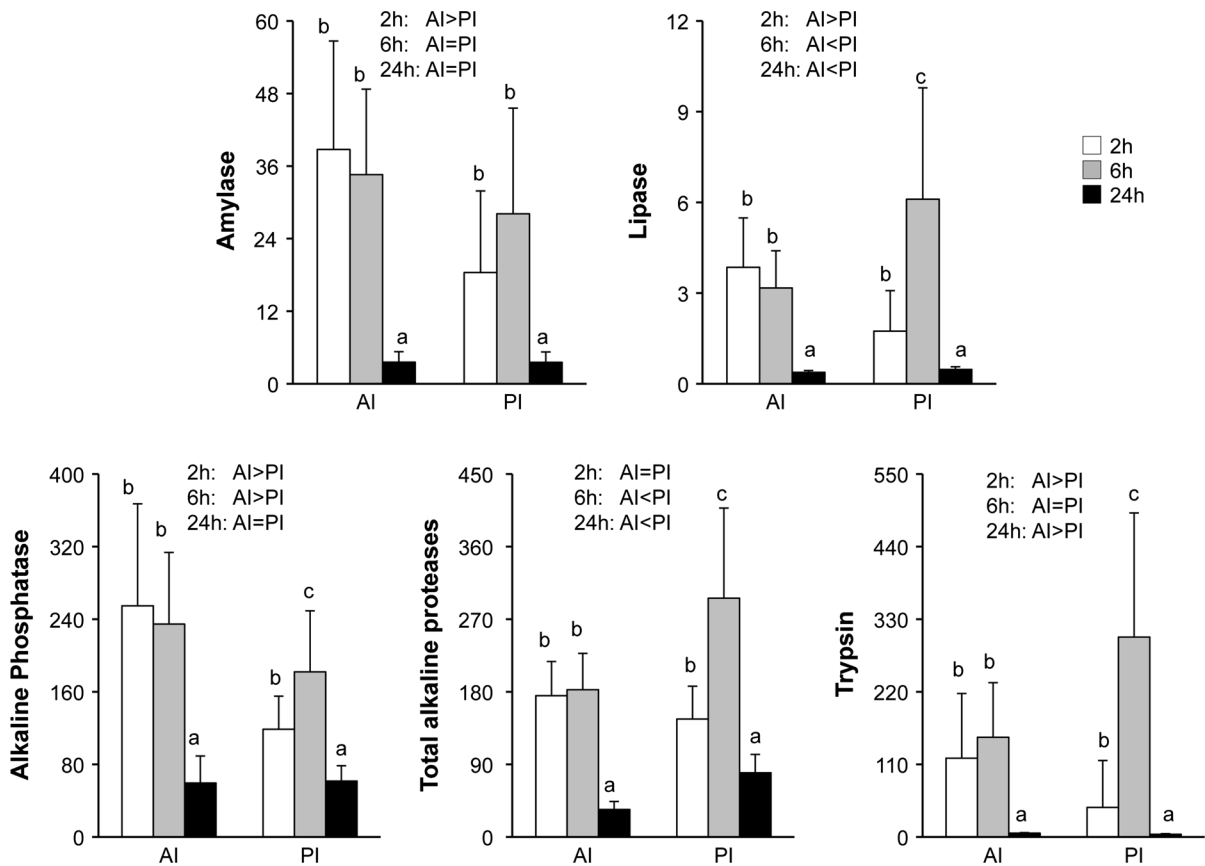 60
48
36
24
12
0
Amylase
2h: AI>PI
6h: AI=PI
24h: AI=PI
b
b
a
b
b
a
AI
PI
12
9
6
3
0
Lipase
2h: AI>PI
6h: AI<PI
24h: AI<PI
b
b
a
b
c
a
AI
PI
2h
6h
24h
400
320
240
160
80
0
Alkaline Phosphatase
2h: AI>PI
6h: AI>PI
24h: AI=PI
b
b
a
b
c
a
AI
PI
450
360
270
180
90
0
Total alkaline proteases
2h: AI=PI
6h: AI<PI
24h: AI<PI
b
b
a
b
c
a
AI
PI
550
440
330
220
110
0
Trypsin
2h: AI>PI
6h: AI=PI
24h: AI>PI
b
b
a
b
c
a
AI
PI